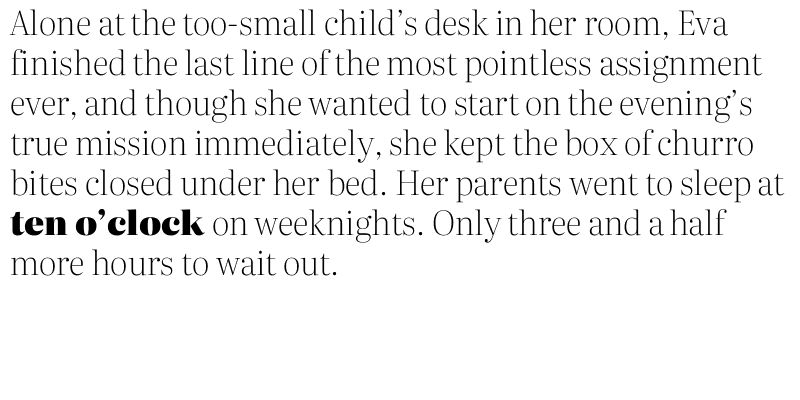 Alone at the too-small child’s desk in her room, Eva
finished the last line of the most pointless assignment
ever, and though she wanted to start on the evening’s
true mission immediately, she kept the box of churro
bites closed under her bed. Her parents went to sleep at
ten o’clock on weeknights. Only three and a half
more hours to wait out.